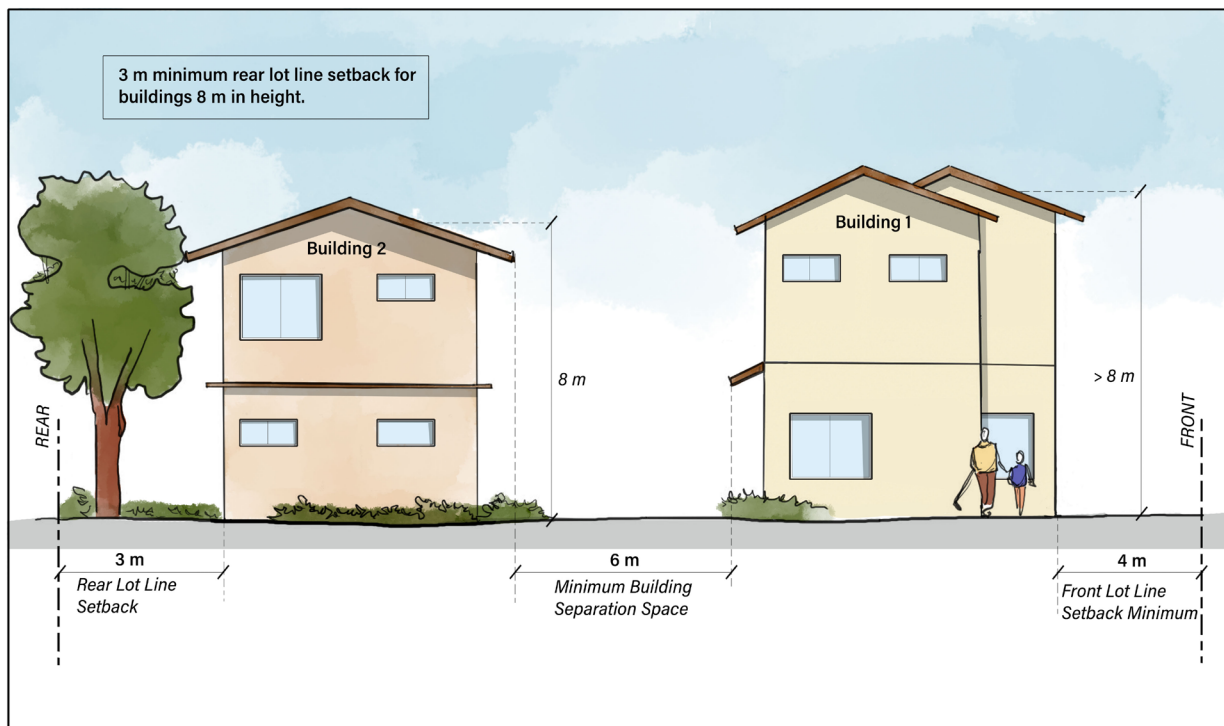 3 m minimum rear lot line setback for
buildings 8 m in height.
Building 2
Building 1
8 m
> 8 m
REAR
FRONT
3 m
Rear Lot Line
Setback
6 m
Minimum Building
Separation Space
4 m
Front Lot Line
Setback Minimum